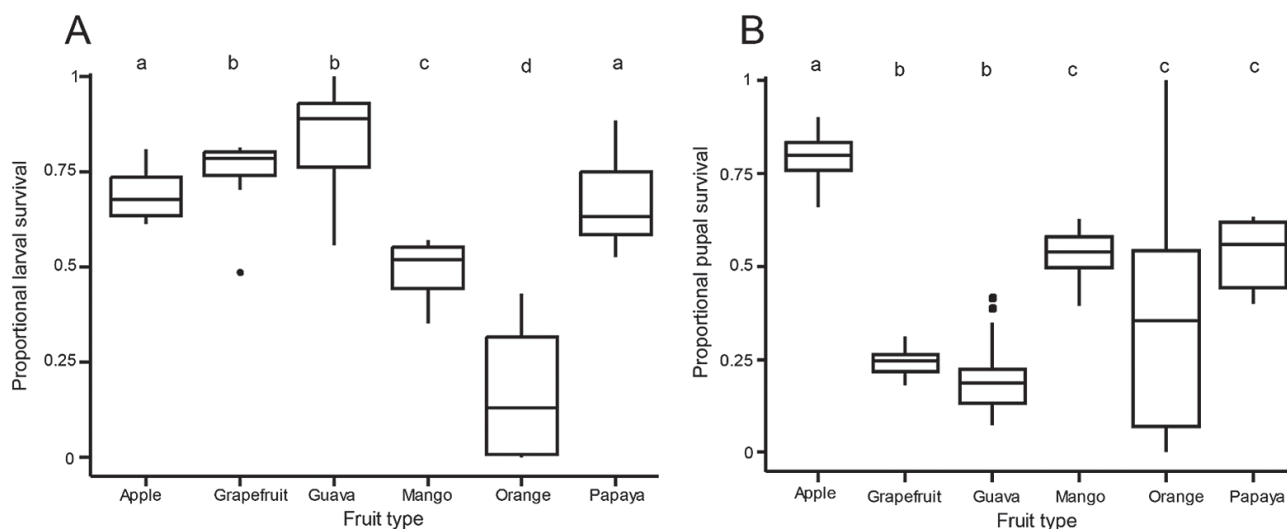 A
a b b c d a
Proportional larval survival
1
0.75
0.5
0.25
0
Apple Grapefruit Guava Mango Orange Papaya
Fruit type
B
a b b c c c
Proportional pupal survival
1
0.75
0.5
0.25
0
Apple Grapefruit Guava Mango Orange Papaya
Fruit type